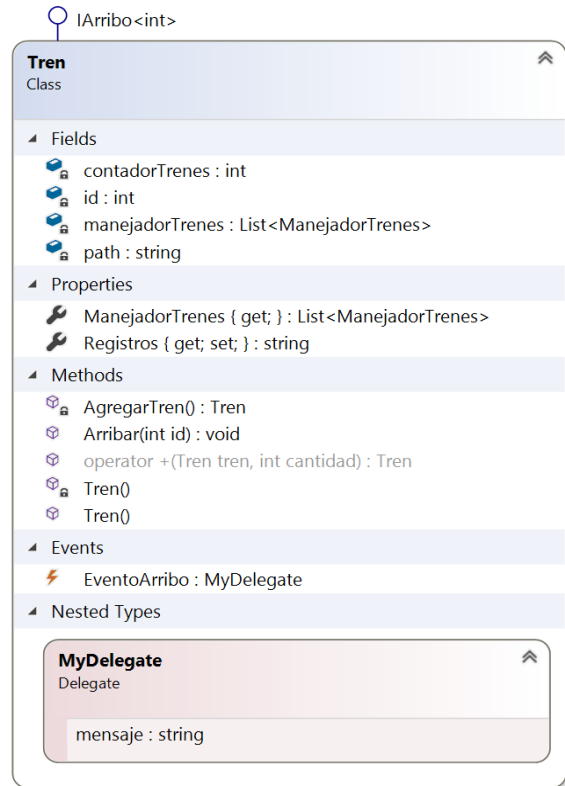 IArribo<int>
Tren
Class
Fields
contadorTrenes : int
id : int
manejadorTrenes : List<ManejadorTrenes>
path : string
Properties
ManejadorTrenes { get; } : List<ManejadorTrenes>
Registros { get; set; } : string
Methods
AgregarTren() : Tren
Arribar(int id) : void
operator +(Tren tren, int cantidad) : Tren
Tren()
Tren()
Events
EventoArribo : MyDelegate
Nested Types
MyDelegate
Delegate
mensaje : string